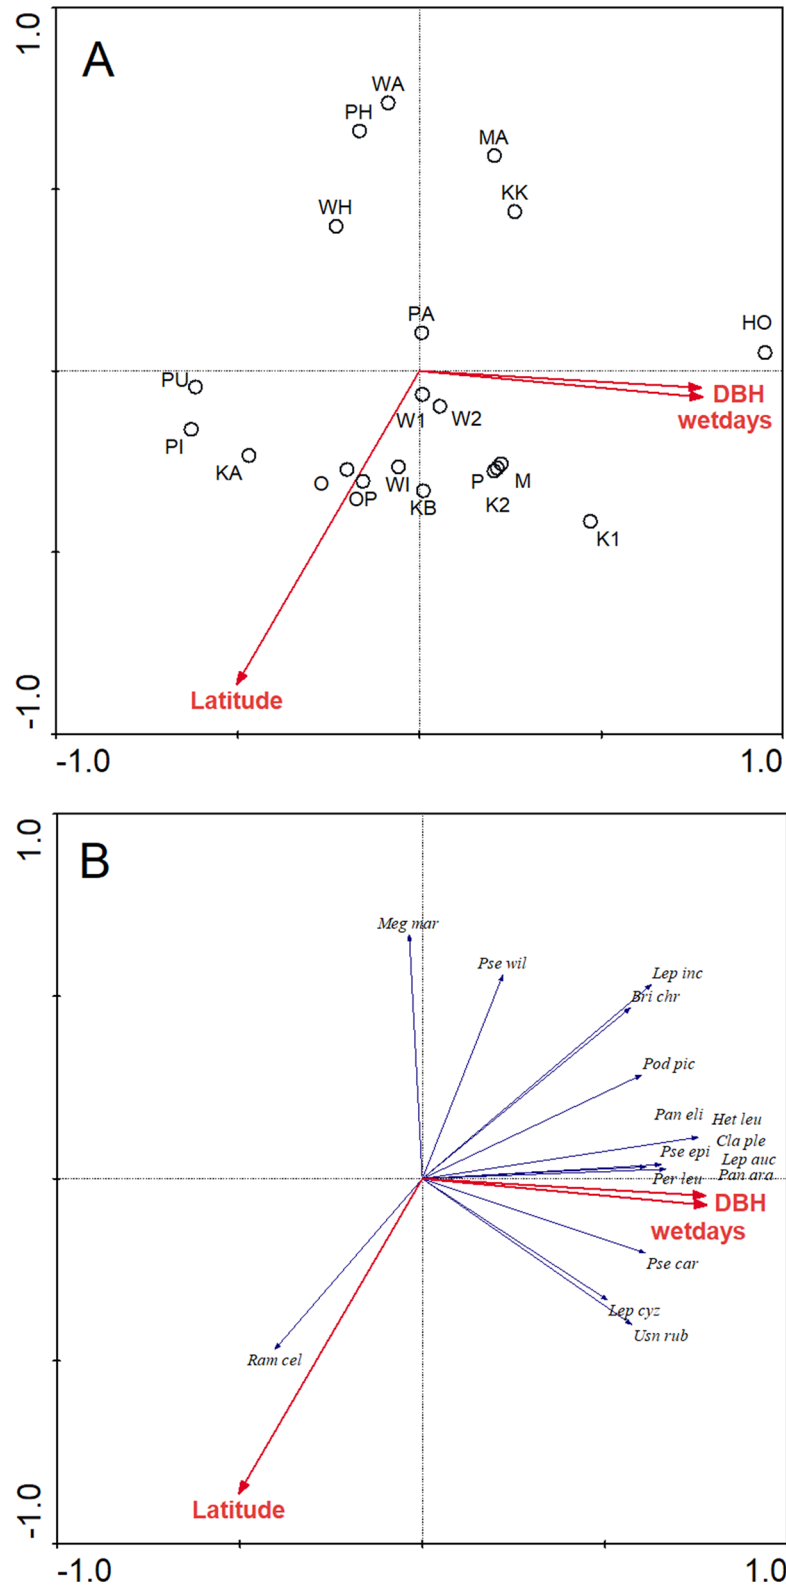 1.0
A
WA
PH
MA
KK
WH
PA
HO
PU
DBH
wetdays
W1
W2
PI
KA
O
WI
P
M
OP
KB
K2
K1
Latitude
-1.0
-1.0
1.0
1.0
B
Meg mar
Pse wil
Lep inc
Bri chr
Pod pic
Pan eli
Het leu
Cla ple
Pse epi
Lep auc
Per leu
Pan ara
DBH
wetdays
Pse car
Lep cyz
Usn rub
Ram cel
Latitude
-1.0
-1.0
1.0